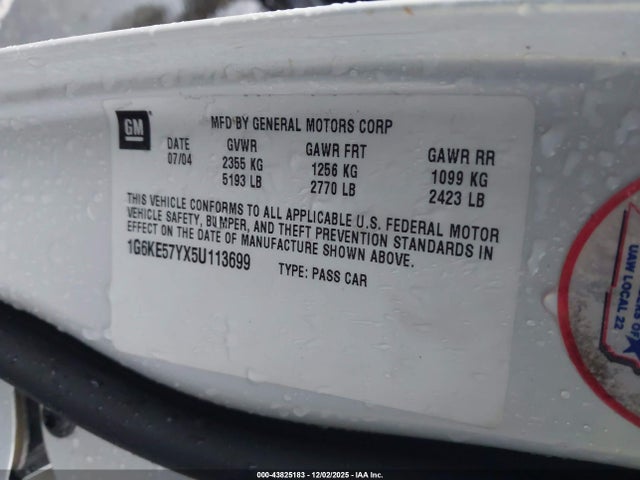 GM
MFD BY GENERAL MOTORS CORP
DATE GVWR GAWR FRT GAWR RR
07/04 2355 KG 1256 KG 1099 KG
5193 LB 2770 LB 2423 LB
THIS VEHICLE CONFORMS TO ALL APPLICABLE U.S. FEDERAL MOTOR
VEHICLE SAFETY, BUMPER, AND THEFT PREVENTION STANDARDS IN
EFFECT ON THE DATE OF MANUFACTURE SHOWN ABOVE.
1G6KE57YX5U113699 TYPE: PASS CAR
OF
UAW LOCAL 22
000-43825183 - 12/02/2025 - IAA Inc.